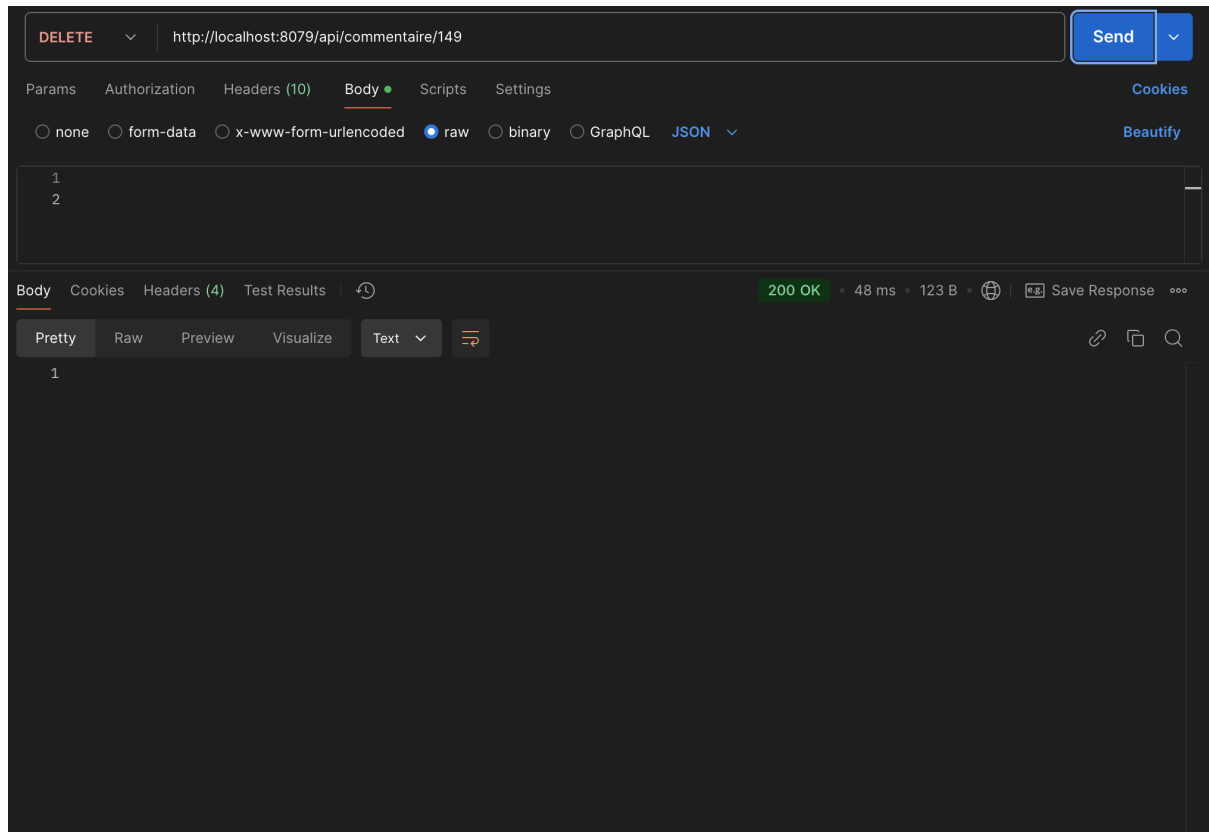 DELETE http://localhost:8079/api/commentaire/149 Send
Params Authorization Headers (10) Body Scripts Settings Cookies
none form-data x-www-form-urlencoded raw binary GraphQL JSON Beautify
1
2
Body Cookies Headers (4) Test Results 200 OK 48 ms 123 B e.g. Save Response
Pretty Raw Preview Visualize Text
1